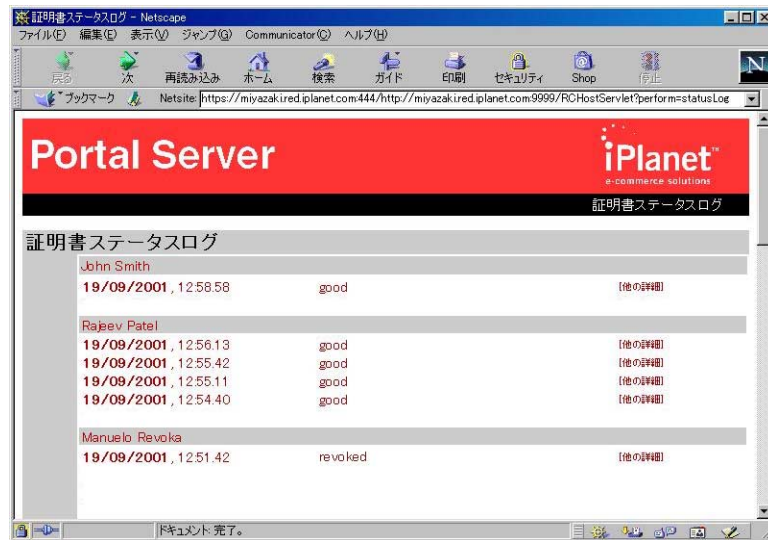 証明書ステータスログ - Netscape
ファイル(F) 編集(E) 表示(V) ジャンプ(G) Communicator(C) ヘルプ(H)
戻る 次 再読み込み ホーム 検索 ガイド 印刷 セキュリティ Shop 停止 N
ブックマーク Netsite: https://miyazaki.red.iplanet.com:444/http://miyazaki.red.iplanet.com:9999/RCHostServlet?perform=statusLog
Portal Server
iPlanet™
e-commerce solutions
証明書ステータスログ
証明書ステータスログ
John Smith
19/09/2001 , 12:58.58 good [他の詳細]
Rajeev Patel
19/09/2001 , 12:56.13 good [他の詳細]
19/09/2001 , 12:55.42 good [他の詳細]
19/09/2001 , 12:55.11 good [他の詳細]
19/09/2001 , 12:54.40 good [他の詳細]
Manuelo Revoka
19/09/2001 , 12:51.42 revoked [他の詳細]
ドキュメント: 完了。